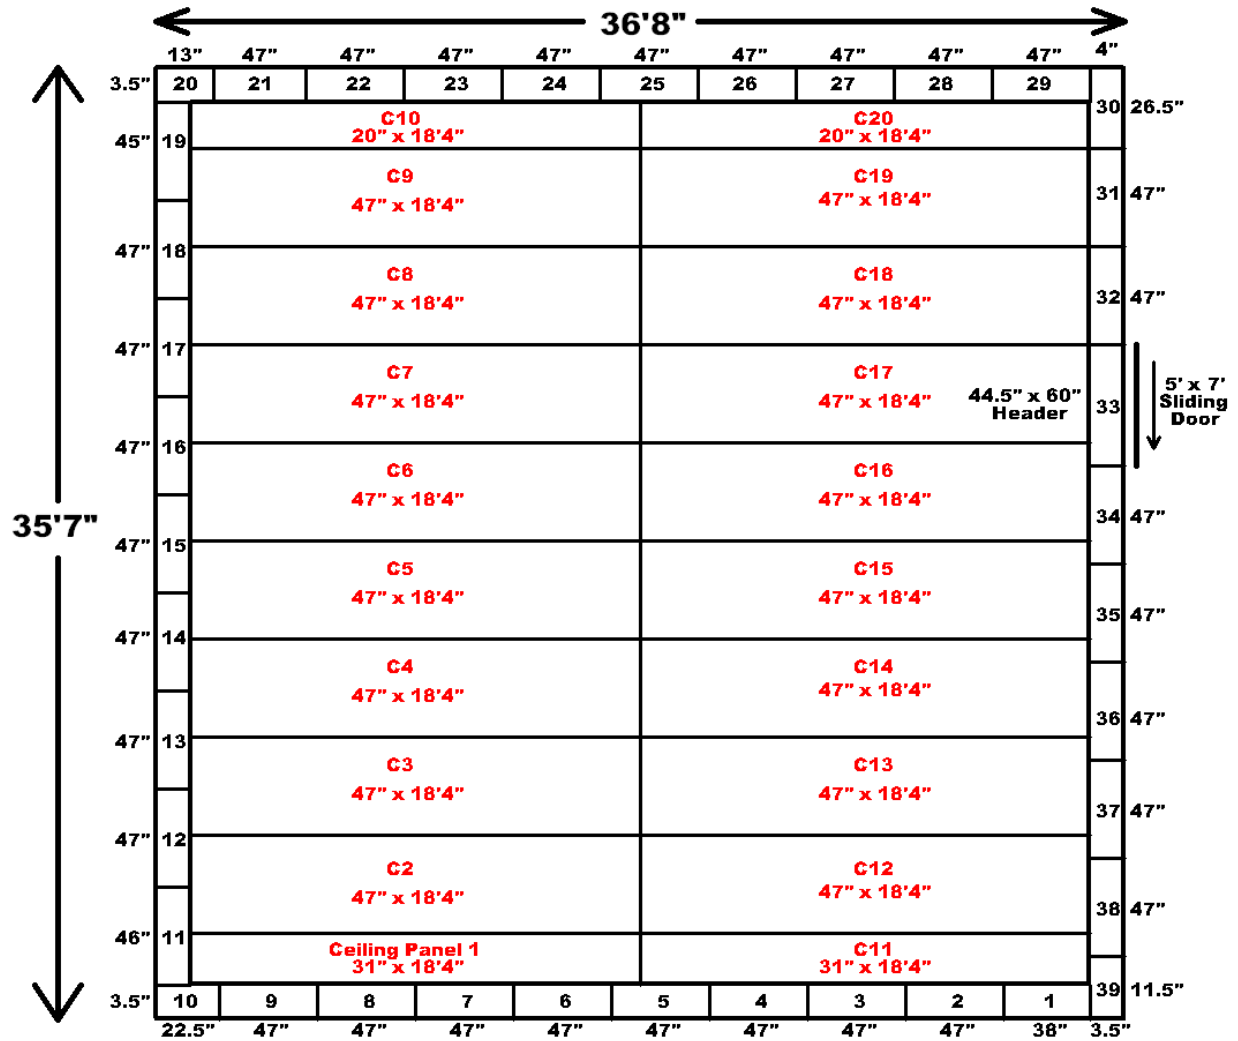 36'8"
13" 47" 47" 47" 47" 47" 47" 47" 47" 47" 4"
3.5" 20 21 22 23 24 25 26 27 28 29
30 26.5"
C10 C20
20" x 18'4" 20" x 18'4"
45" 19
C9 C19
47" x 18'4" 47" x 18'4"
31 47"
47" 18
C8 C18
47" x 18'4" 47" x 18'4"
32 47"
47" 17
C7 C17
47" x 18'4" 47" x 18'4"
44.5" x 60"
Header
33
5' x 7'
Sliding
Door
47" 16
C6 C16
47" x 18'4" 47" x 18'4"
34 47"
35'7"
47" 15
C5 C15
47" x 18'4" 47" x 18'4"
35 47"
47" 14
C4 C14
47" x 18'4" 47" x 18'4"
36 47"
47" 13
C3 C13
47" x 18'4" 47" x 18'4"
37 47"
47" 12
C2 C12
47" x 18'4" 47" x 18'4"
38 47"
46" 11
Ceiling Panel 1 C11
31" x 18'4" 31" x 18'4"
39 11.5"
3.5" 10 9 8 7 6 5 4 3 2 1
22.5" 47" 47" 47" 47" 47" 47" 47" 47" 38" 3.5"